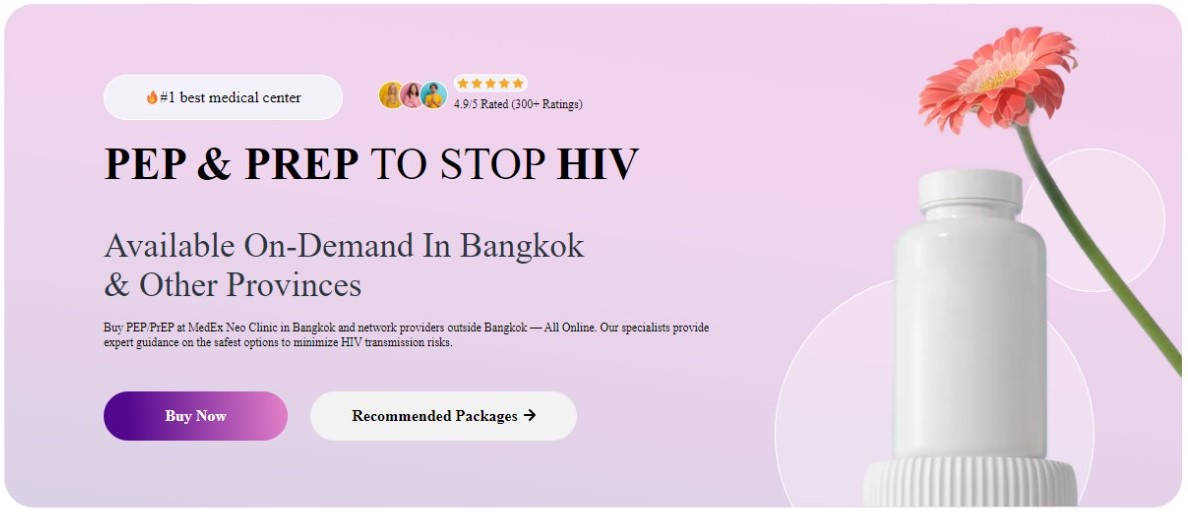 🔥#1 best medical center
4.9/5 Rated (300+ Ratings)
PEP & PREP TO STOP HIV
Available On-Demand In Bangkok
& Other Provinces
Buy PEP/PrEP at MedEx Neo Clinic in Bangkok and network providers outside Bangkok — All Online. Our specialists provide
expert guidance on the safest options to minimize HIV transmission risks.
Buy Now
Recommended Packages →